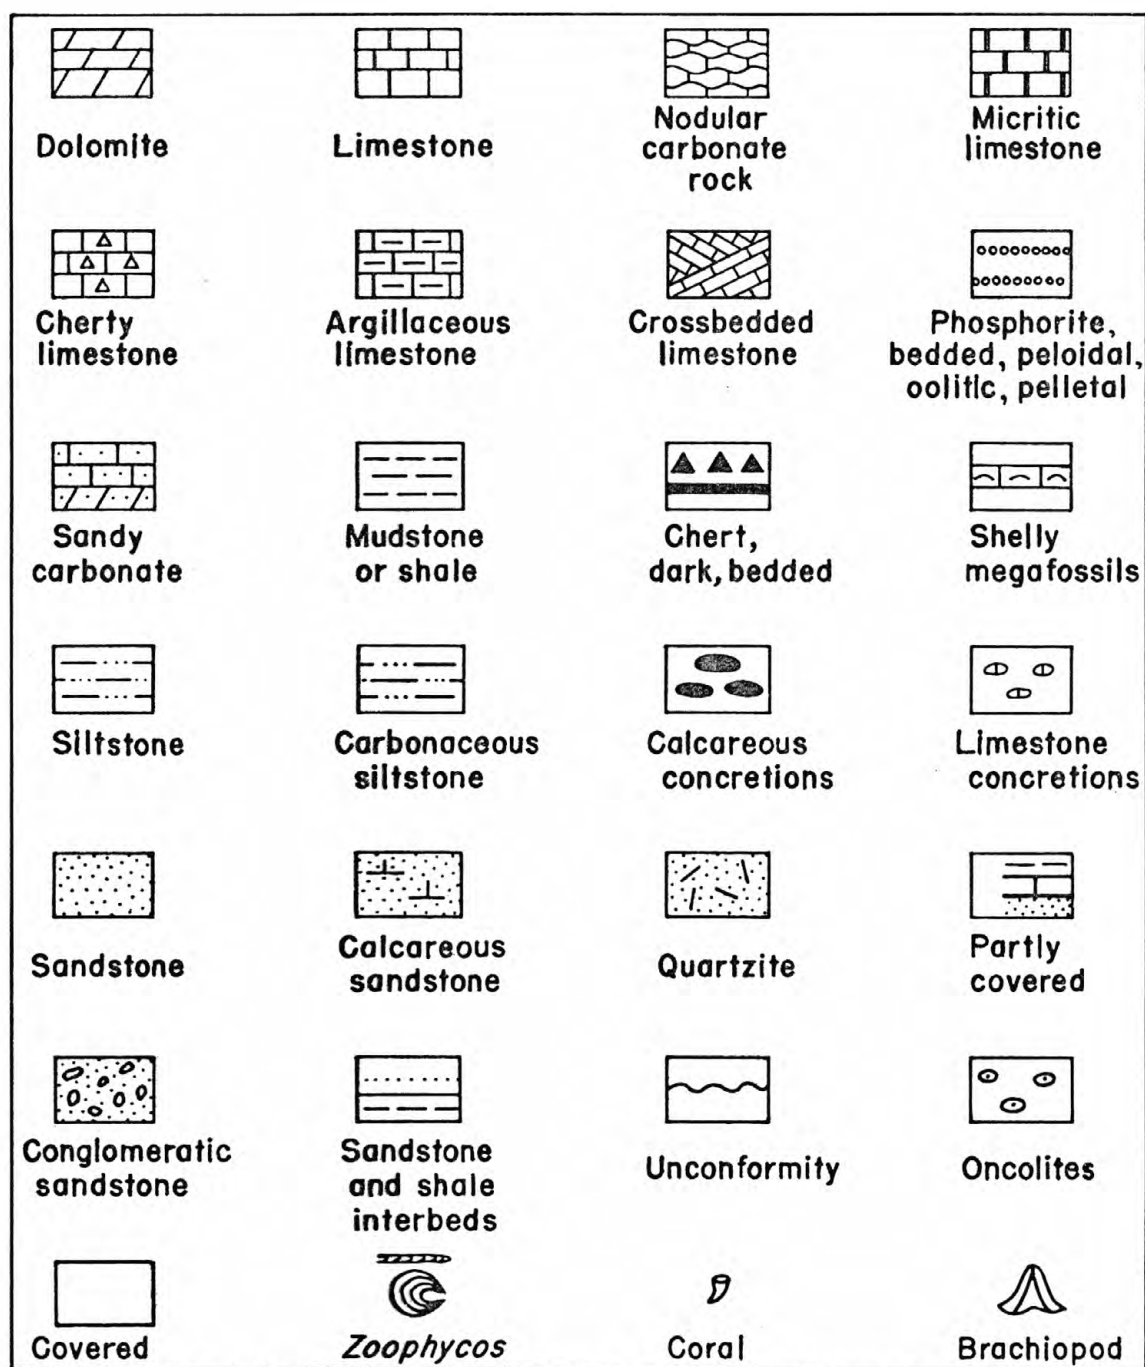 Dolomite
Limestone
Nodular
carbonate
rock
Micritic
limestone
Cherty
limestone
Argillaceous
limestone
Crossbedded
limestone
Phosphorite,
bedded, peloidal,
oolitic, pelletal
Sandy
carbonate
Mudstone
or shale
Chert,
dark, bedded
Shelly
megafossils
Siltstone
Carbonaceous
siltstone
Calcareous
concretions
Limestone
concretions
Sandstone
Calcareous
sandstone
Quartzite
Partly
covered
Conglomeratic
sandstone
Sandstone
and shale
interbeds
Unconformity
Oncolites
Covered
Zoophycos
Coral
Brachiopod